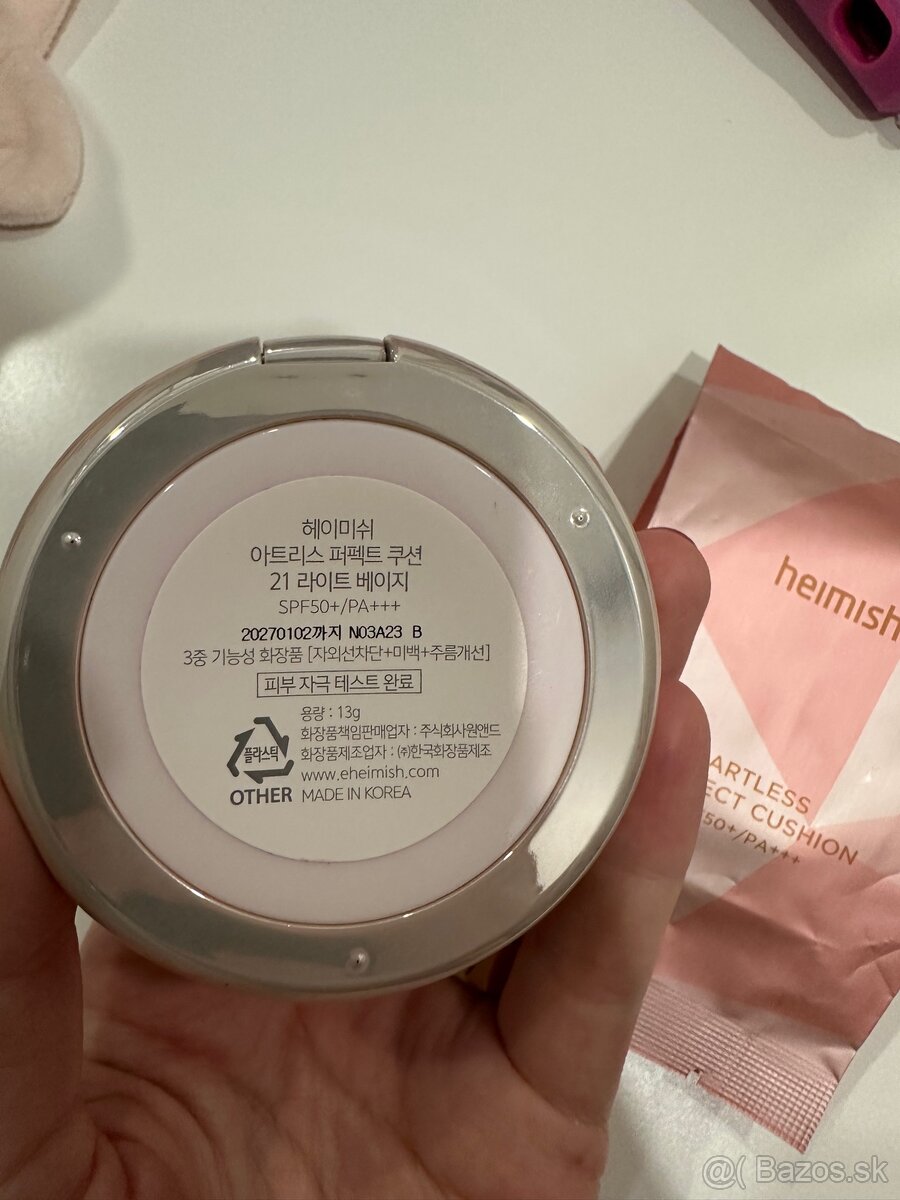 헤이미쉬
아트리스 퍼펙트 쿠션
21 라이트 베이지
SPF50+/PA+++
20270102까지 N03A23 B
3중 기능성 화장품 [자외선차단+미백+주름개선]
피부 자극 테스트 완료
용량 : 13g
화장품책임판매업자 : 주식회사원앤드
화장품제조업자 : ㈜한국화장품제조
www.eheimish.com
플라스틱
OTHER MADE IN KOREA
heimish
ARTLESS
ECT CUSHION
50+/PA+++
@( Bazos.sk